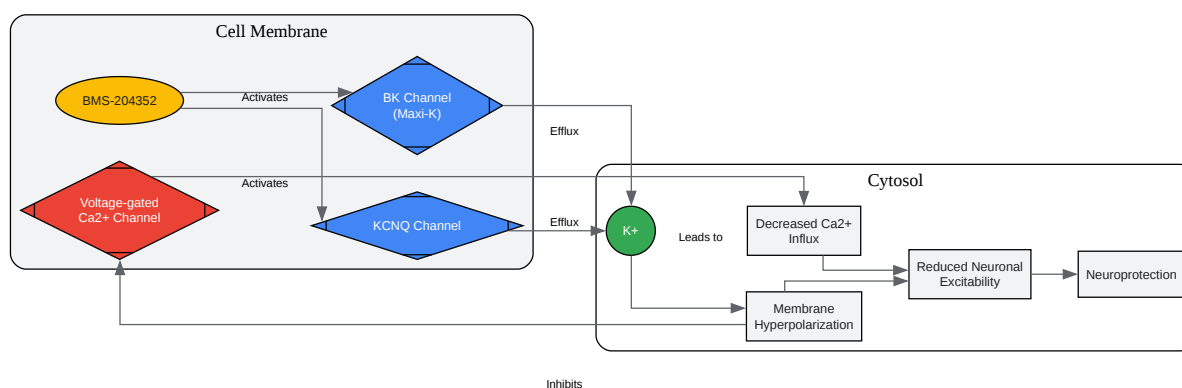 Cell Membrane
BMS-204352
Activates
BK Channel
(Maxi-K)
Efflux
Voltage-gated
Ca2+ Channel
Activates
KCNQ Channel
Efflux
Cytosol
K+
Leads to
Decreased Ca2+
Influx
Reduced Neuronal
Excitability
Neuroprotection
Membrane
Hyperpolarization
Inhibits